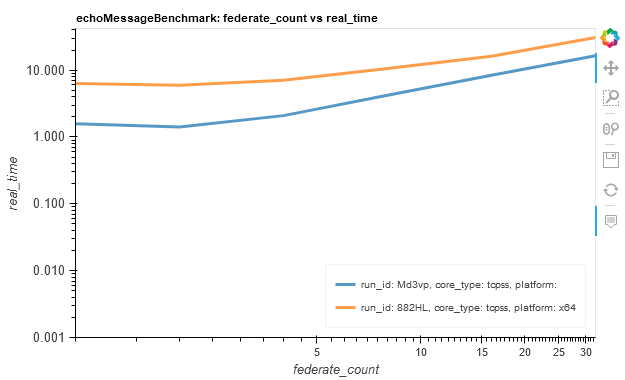 echoMessageBenchmark: federate_count vs real_time
10.000
1.000
0.100
0.010
0.001
real_time
run_id: Md3vp, core_type: tcpss, platform:
run_id: 882HL, core_type: tcpss, platform: x64
5
10
15
20
25
30
federate_count